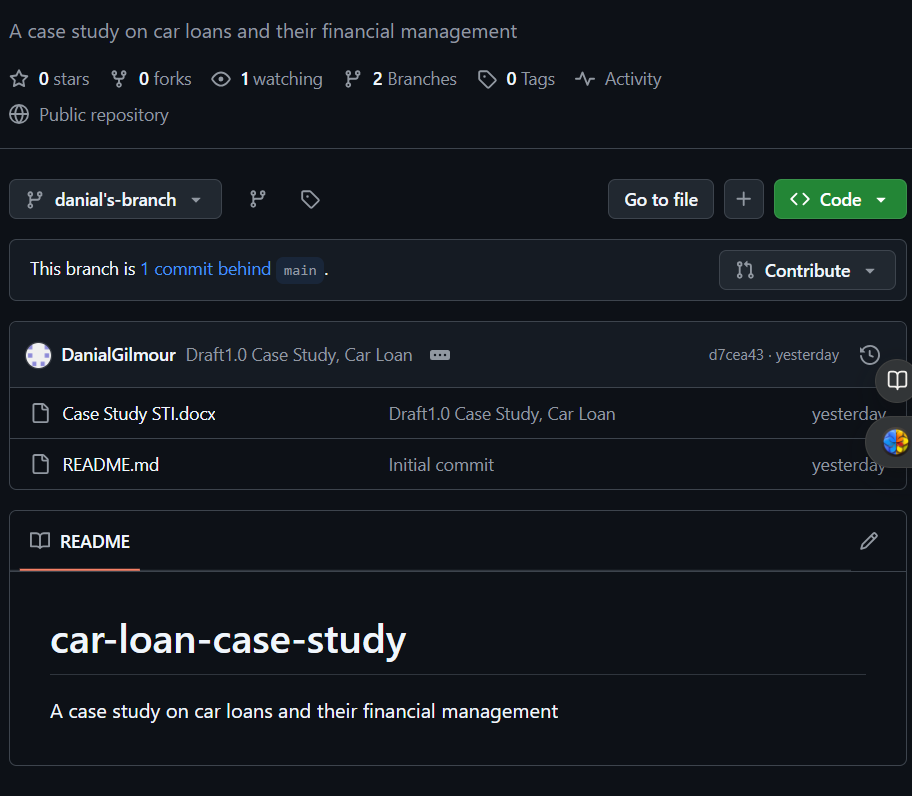 A case study on car loans and their financial management
0 stars 0 forks 1 watching 2 Branches 0 Tags Activity
Public repository
danial's-branch Go to file Code
This branch is 1 commit behind main . Contribute
DanialGilmour Draft1.0 Case Study, Car Loan d7cea43 · yesterday
Case Study STI.docx Draft1.0 Case Study, Car Loan yesterday
README.md Initial commit yesterday
README
car-loan-case-study
A case study on car loans and their financial management